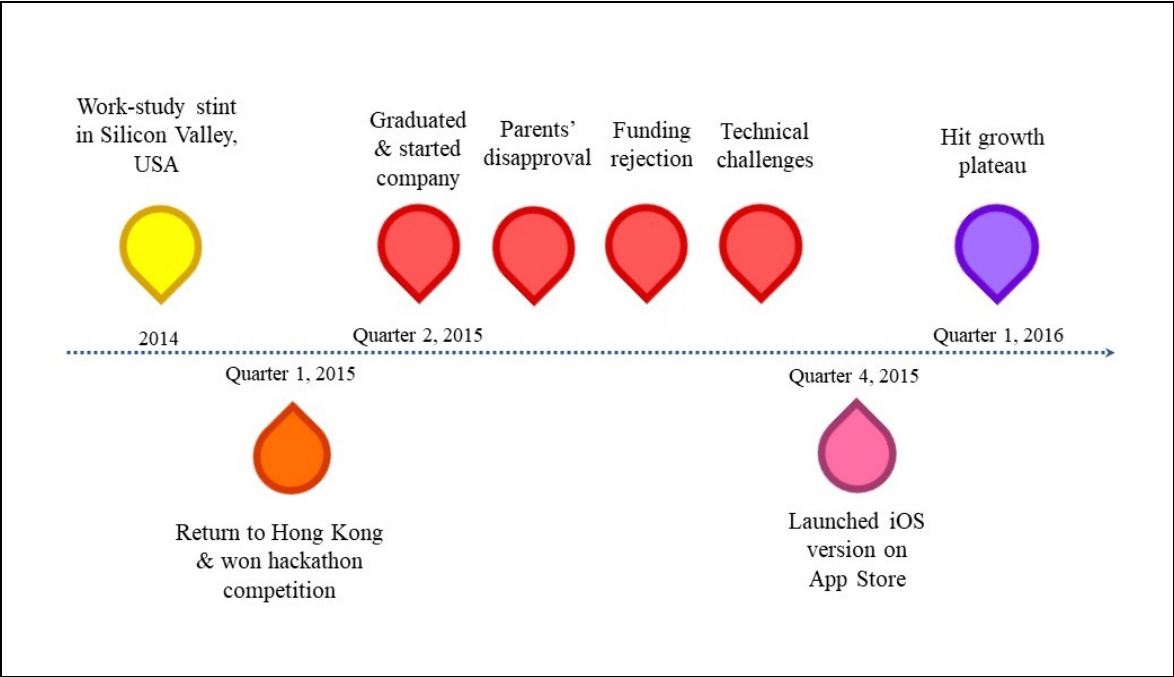 Work-study stint
in Silicon Valley,
USA
Graduated
& started
company
Parents’
disapproval
Funding
rejection
Technical
challenges
Hit growth
plateau
2014
Quarter 2, 2015
Quarter 1, 2016
Quarter 1, 2015
Quarter 4, 2015
Return to Hong Kong
& won hackathon
competition
Launched iOS
version on
App Store